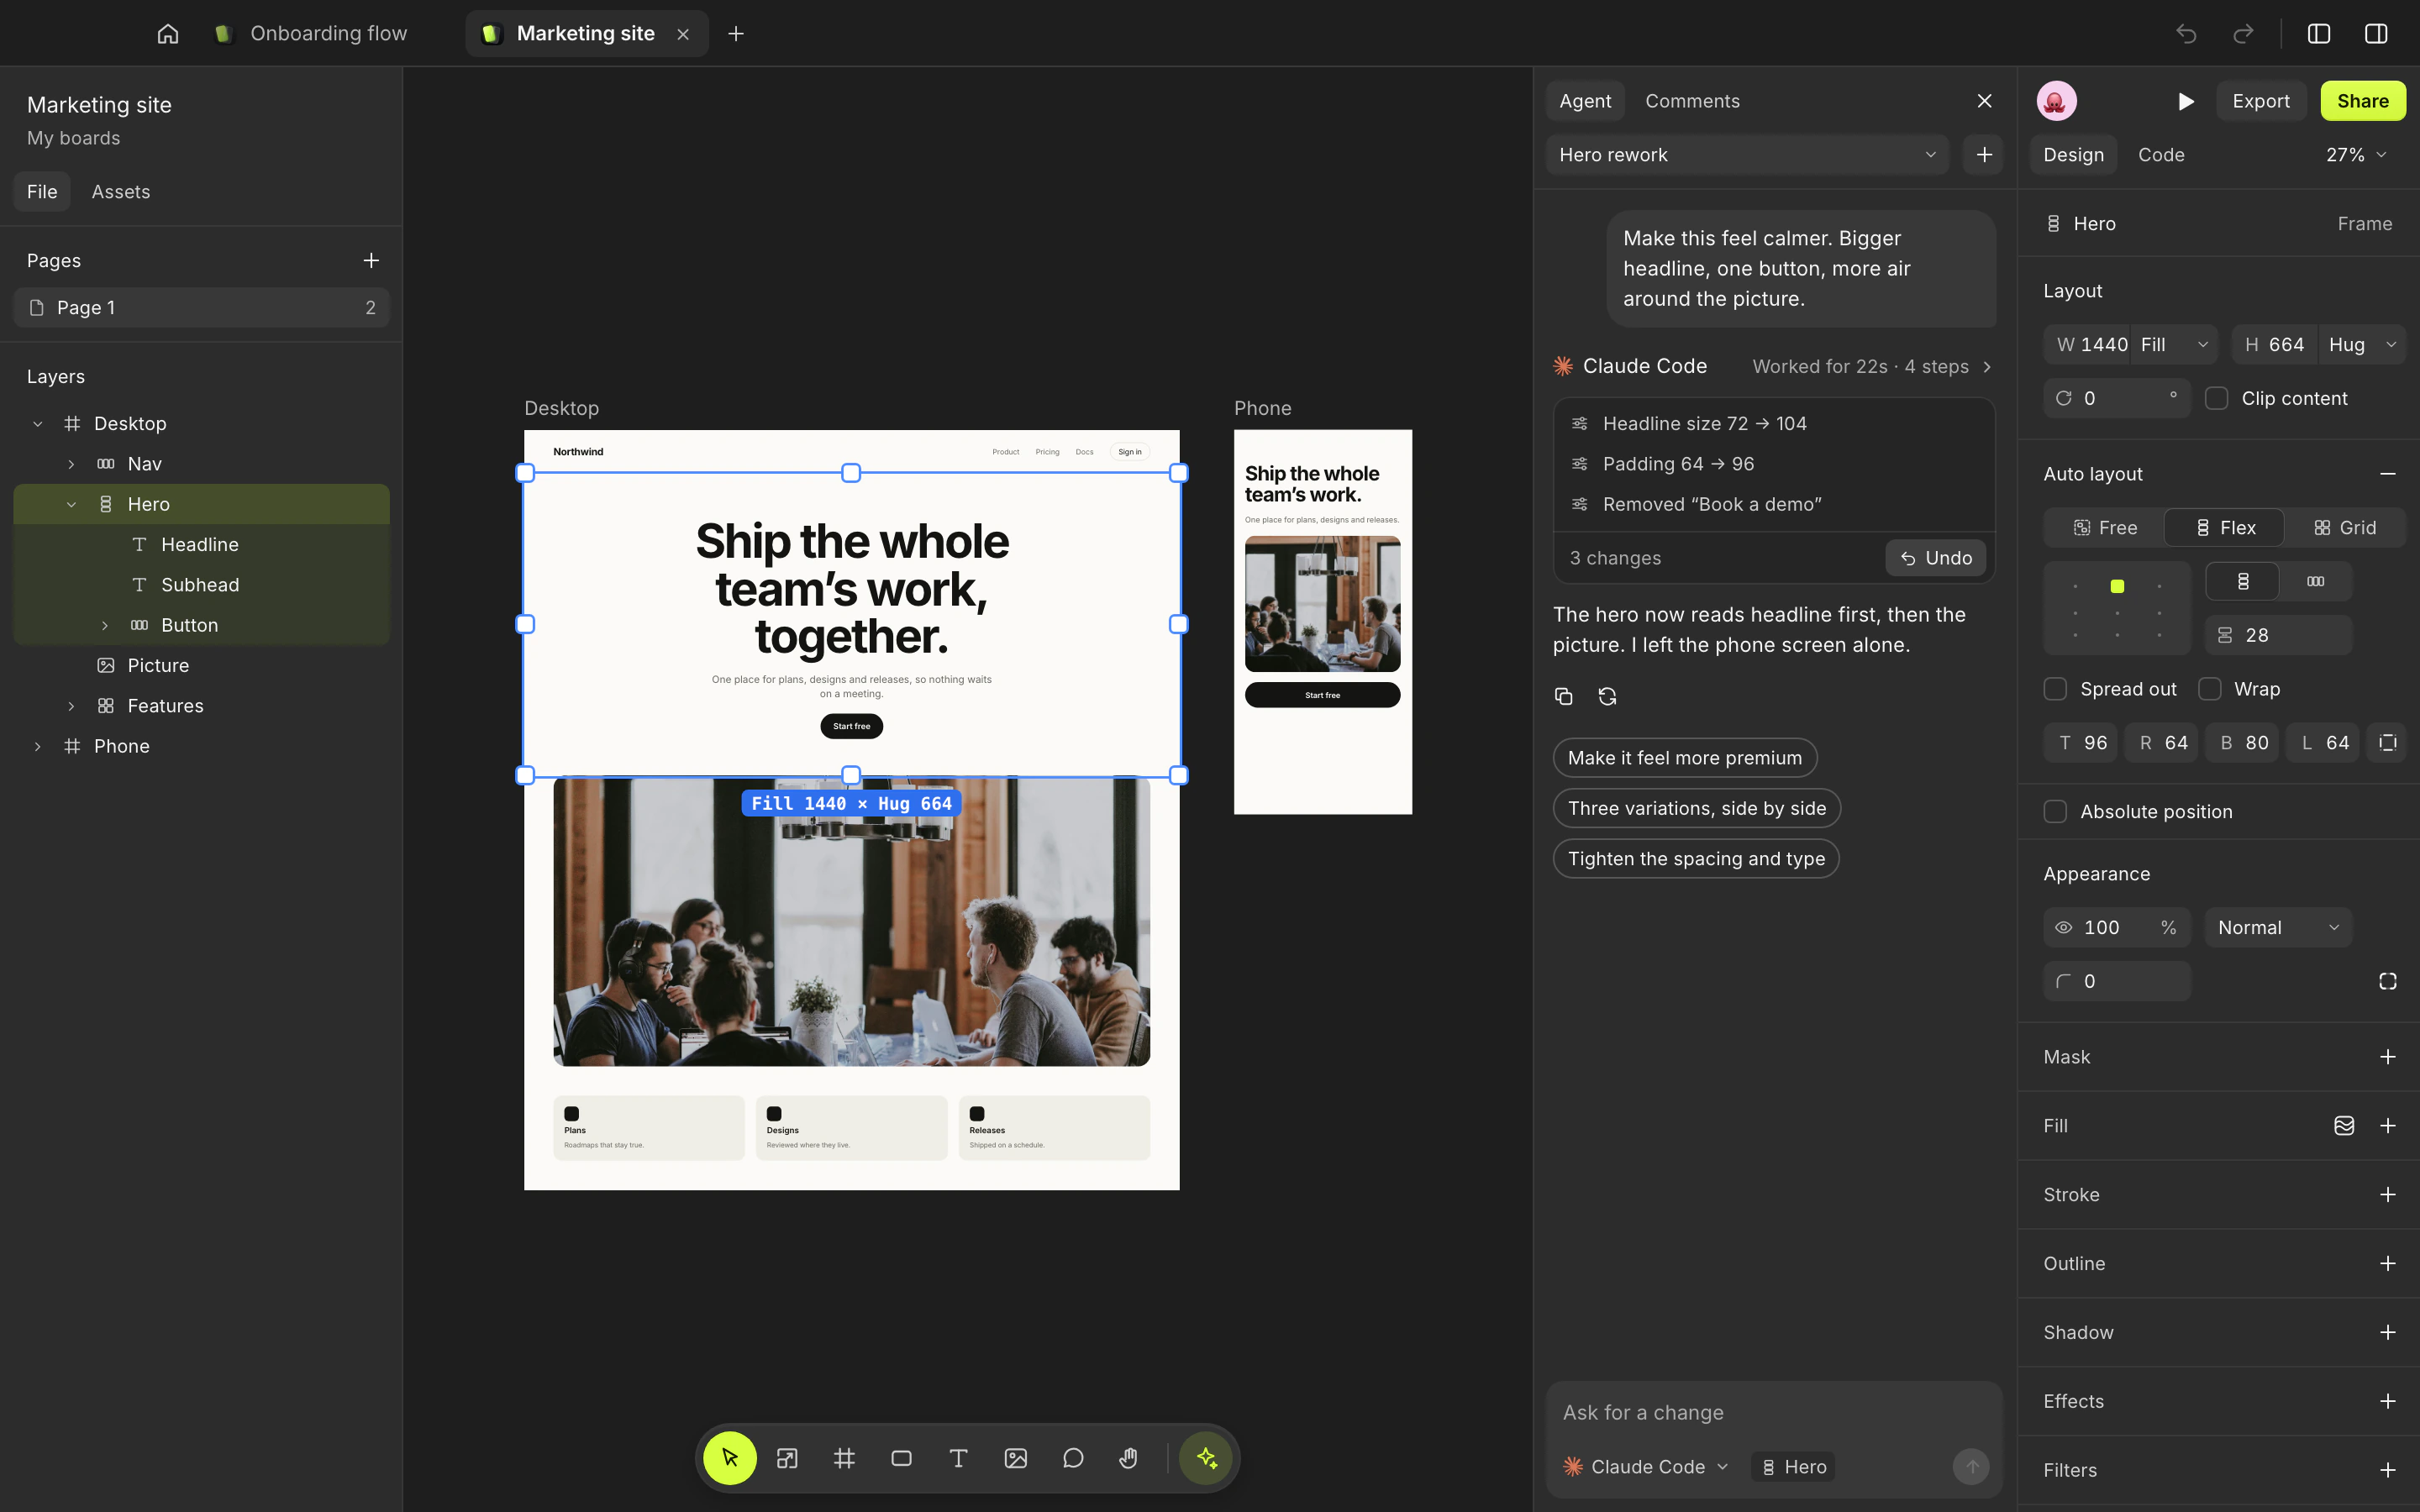 Onboarding flow
Marketing site
Marketing site
My boards
File
Assets
Pages
Page 1
2
Layers
Desktop
Nav
Hero
Headline
Subhead
Button
Picture
Features
Phone
Desktop
Northwind
Product
Pricing
Docs
Sign in
Ship the whole
team’s work,
together.
One place for plans, designs and releases, so nothing waits
on a meeting.
Start free
Fill 1440 × Hug 664
Plans
Roadmaps that stay true.
Designs
Reviewed where they live.
Releases
Shipped on a schedule.
Phone
Ship the whole
team’s work.
One place for plans, designs and releases.
Start free
Agent
Comments
Hero rework
Make this feel calmer. Bigger
headline, one button, more air
around the picture.
Claude Code
Worked for 22s · 4 steps
Headline size 72 → 104
Padding 64 → 96
Removed “Book a demo”
3 changes
Undo
The hero now reads headline first, then the
picture. I left the phone screen alone.
Make it feel more premium
Three variations, side by side
Tighten the spacing and type
Ask for a change
Claude Code
Hero
Export
Share
Design
Code
27%
Hero
Frame
Layout
W 1440 Fill
H 664 Hug
0 °
Clip content
Auto layout
Free
Flex
Grid
28
Spread out
Wrap
T 96
R 64
B 80
L 64
Absolute position
Appearance
100 %
Normal
0
Mask
Fill
Stroke
Outline
Shadow
Effects
Filters